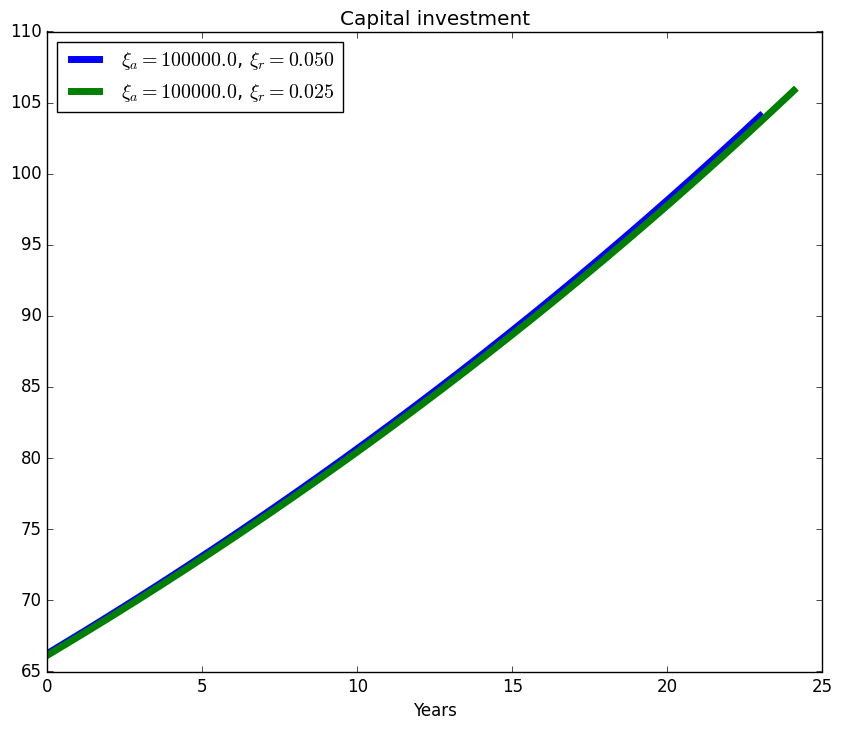 Capital investment
110
ξₐ = 100000.0, ξᵣ = 0.050
ξₐ = 100000.0, ξᵣ = 0.025
105
100
95
90
85
80
75
70
65
0 5 10 15 20 25
Years